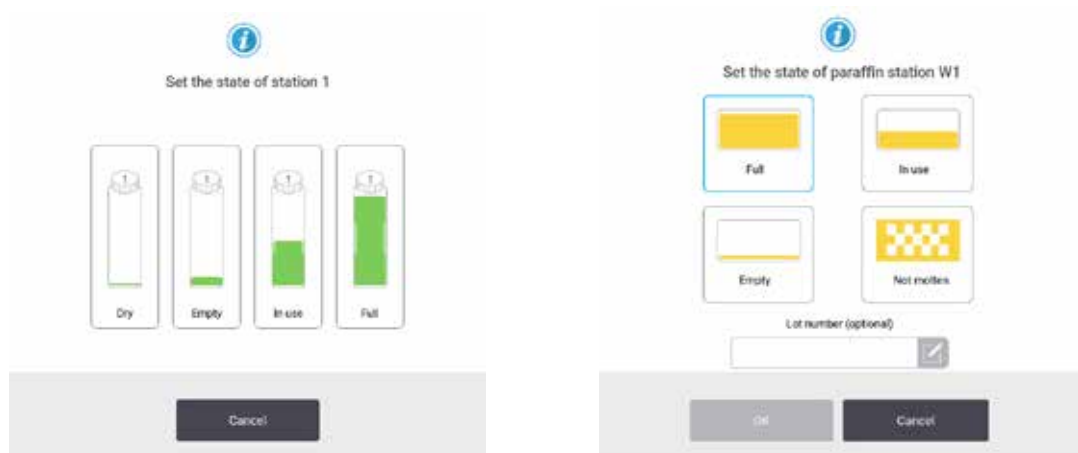 Set the state of station 1
1 1 1 1
Dry Empty In use Full
Cancel
Set the state of paraffin station W1
Full In use
Empty Not molten
Lot number (optional)
OK Cancel